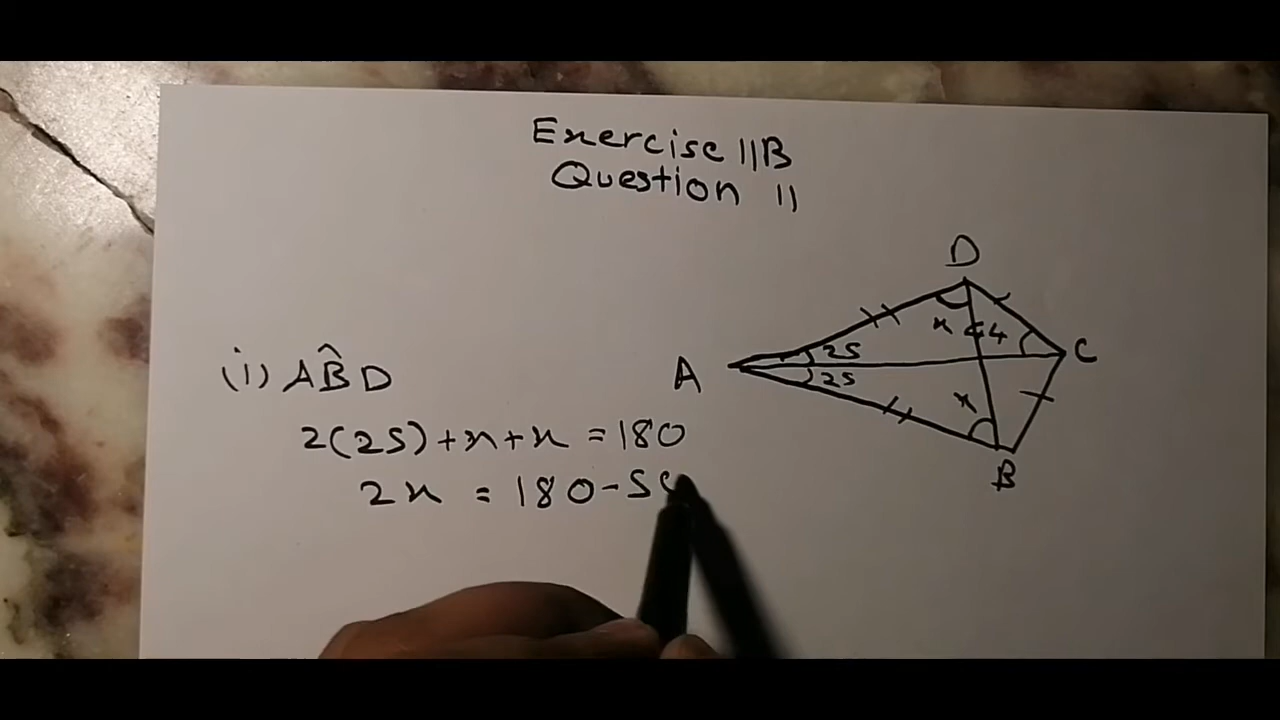 Exercise 11B
Question 11
D
x 44
25
A
C
25
(i) AB̂D
x
2(25)+x+x = 180
B
2x = 180-5